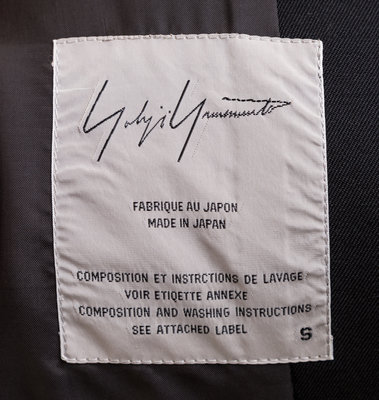 Yohji Yamamoto
FABRIQUE AU JAPON
MADE IN JAPAN
COMPOSITION ET INSTRCTIONS DE LAVAGE
VOIR ETIQETTE ANNEXE
COMPOSITION AND WASHING INSTRUCTIONS
SEE ATTACHED LABEL
S